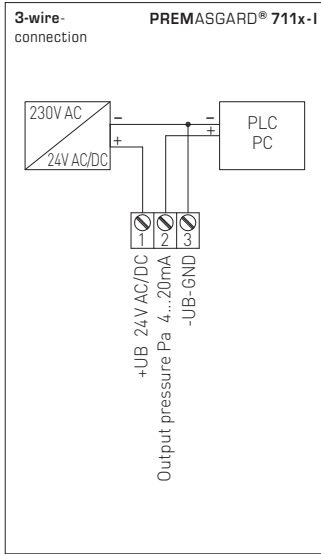 3-wire- PREMASGARD® 711x-I
connection
230V AC
24V AC/DC
−
+
−
+
PLC
PC
1 2 3
+UB 24V AC/DC
Output pressure Pa 4...20mA
-UB-GND